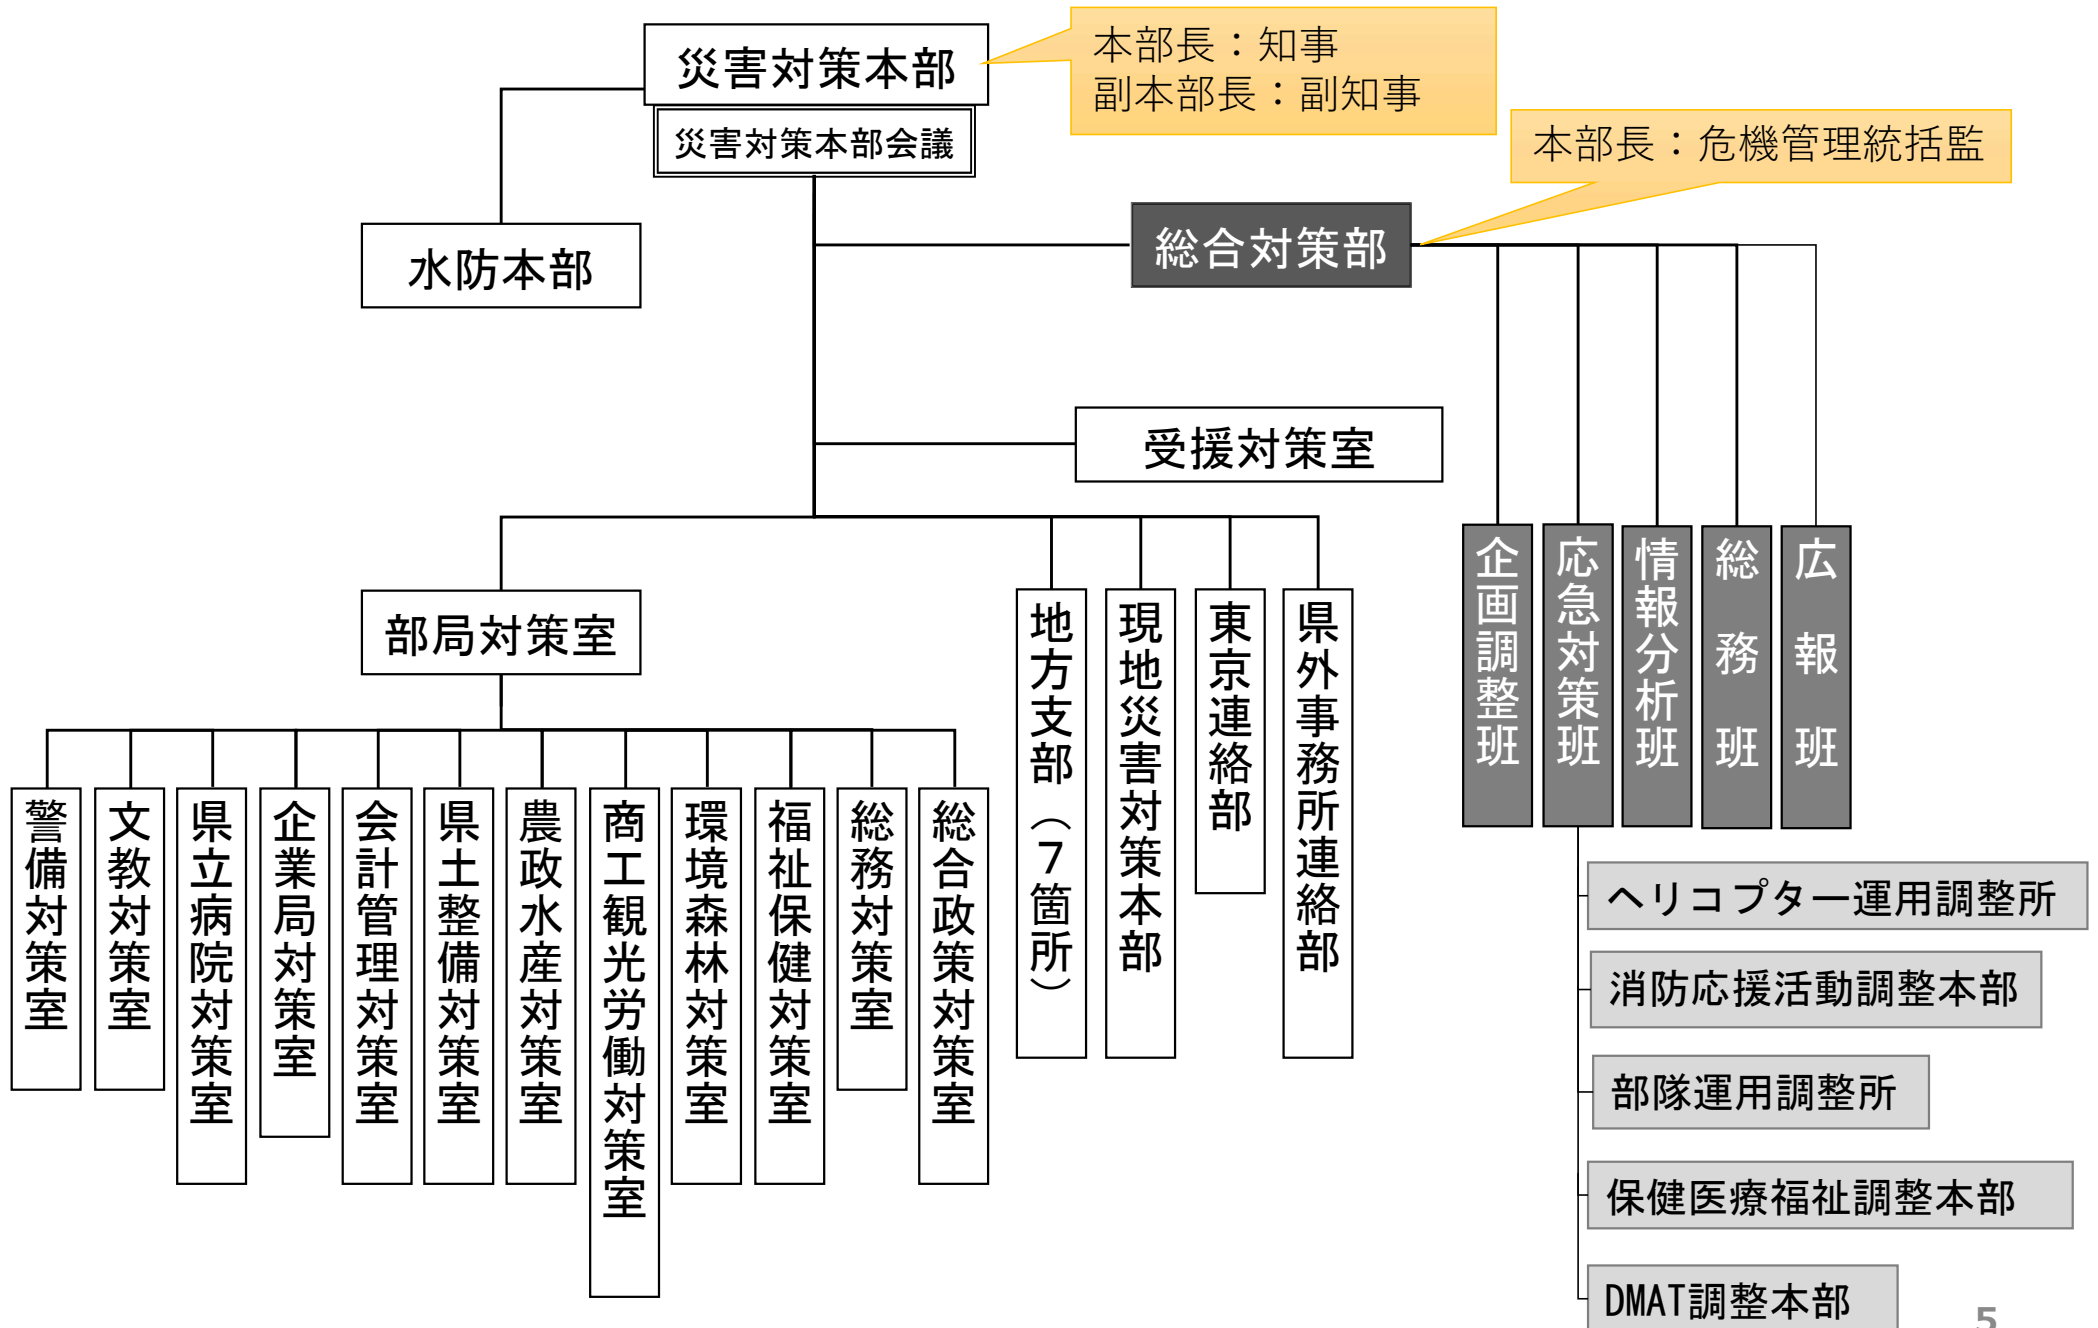 災害対策本部
災害対策本部会議
本部長：知事
副本部長：副知事
本部長：危機管理統括監
水防本部
総合対策部
受援対策室
部局対策室
地方支部（７箇所）
現地災害対策本部
東京連絡部
県外事務所連絡部
企画調整班
応急対策班
情報分析班
総務班
広報班
警備対策室
文教対策室
県立病院対策室
企業局対策室
会計管理対策室
県土整備対策室
農政水産対策室
商工観光労働対策室
環境森林対策室
福祉保健対策室
総務対策室
総合政策対策室
ヘリコプター運用調整所
消防応援活動調整本部
部隊運用調整所
保健医療福祉調整本部
DMAT調整本部
5